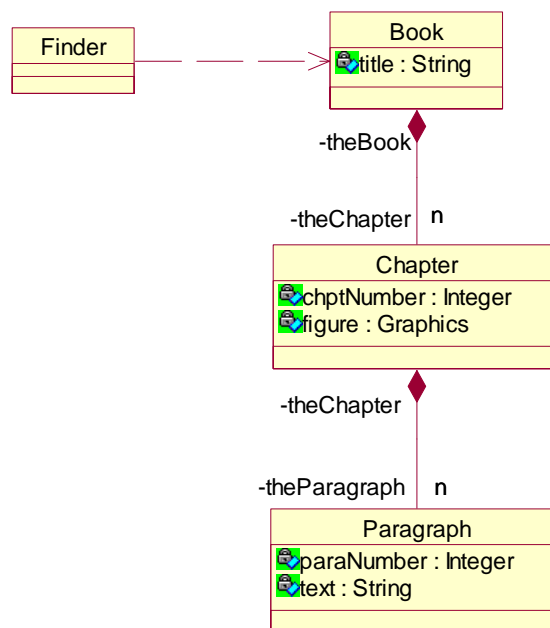 Finder
Book
title : String
-theBook
-theChapter n
Chapter
chptNumber : Integer
figure : Graphics
-theChapter
-theParagraph n
Paragraph
paraNumber : Integer
text : String